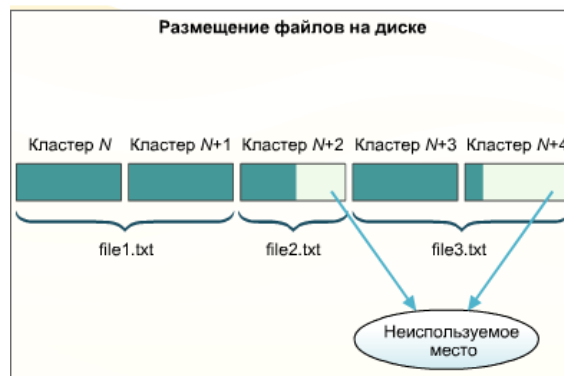 Размещение файлов на диске
Кластер N Кластер N+1 Кластер N+2 Кластер N+3 Кластер N+4
file1.txt file2.txt file3.txt
Неиспользуемое
место